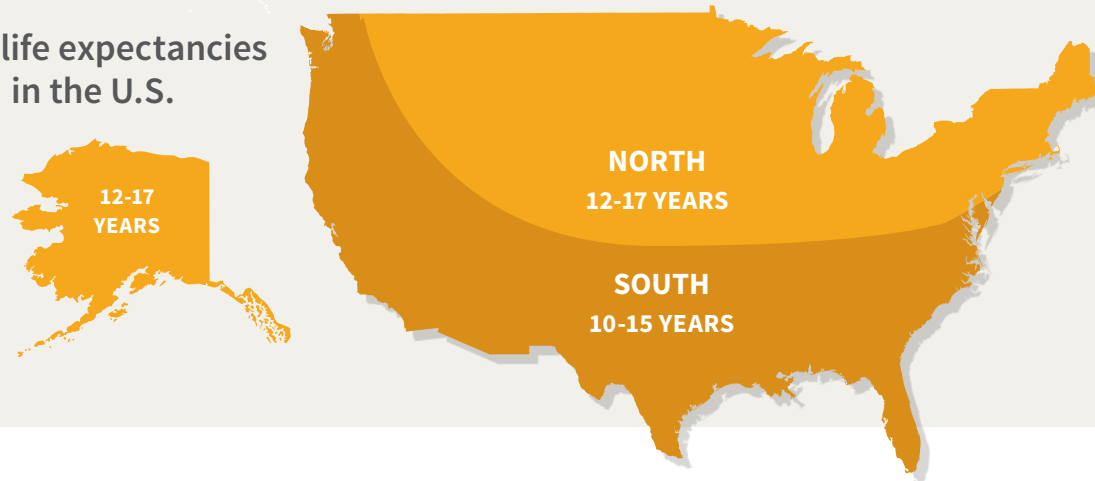 life expectancies
in the U.S.
12-17
YEARS
NORTH
12-17 YEARS
SOUTH
10-15 YEARS